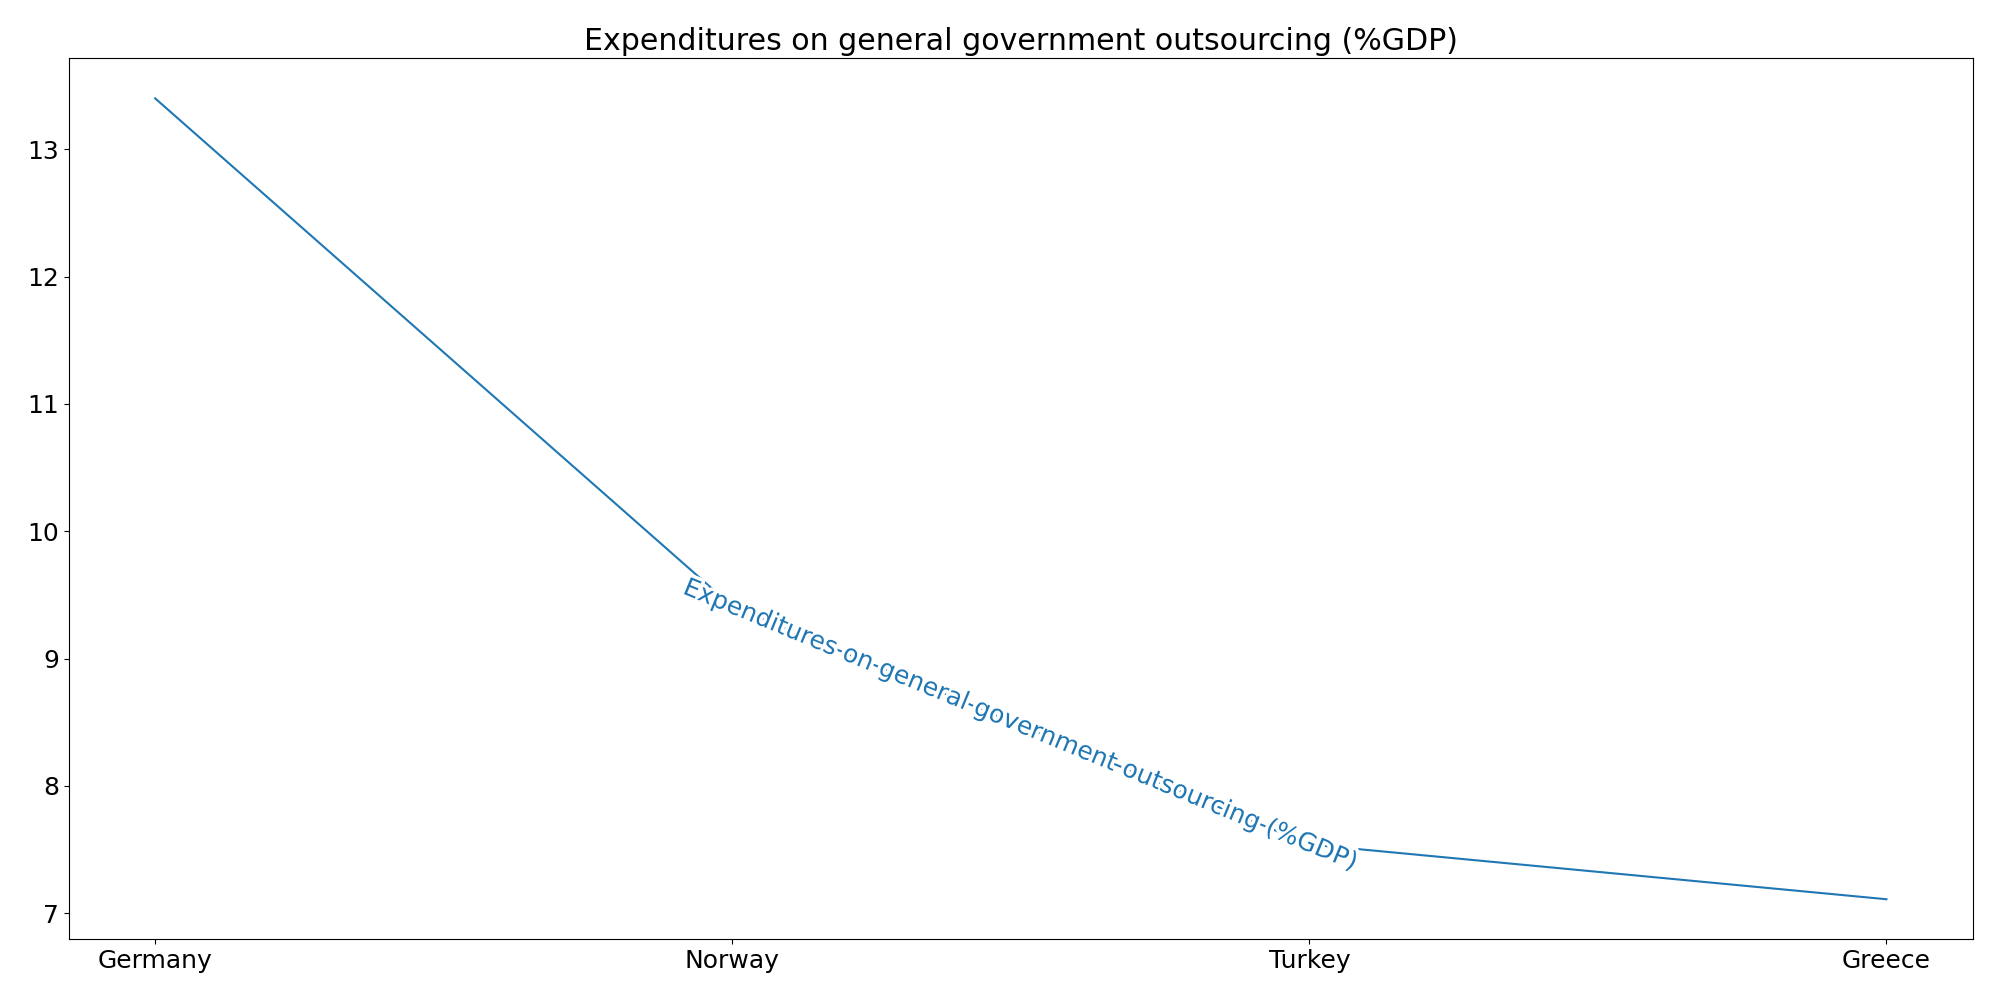 Expenditures on general government outsourcing (%GDP)
13
12
11
10
9
8
7
Expenditures-on-general-government-outsourcing-(%GDP)
Germany
Norway
Turkey
Greece